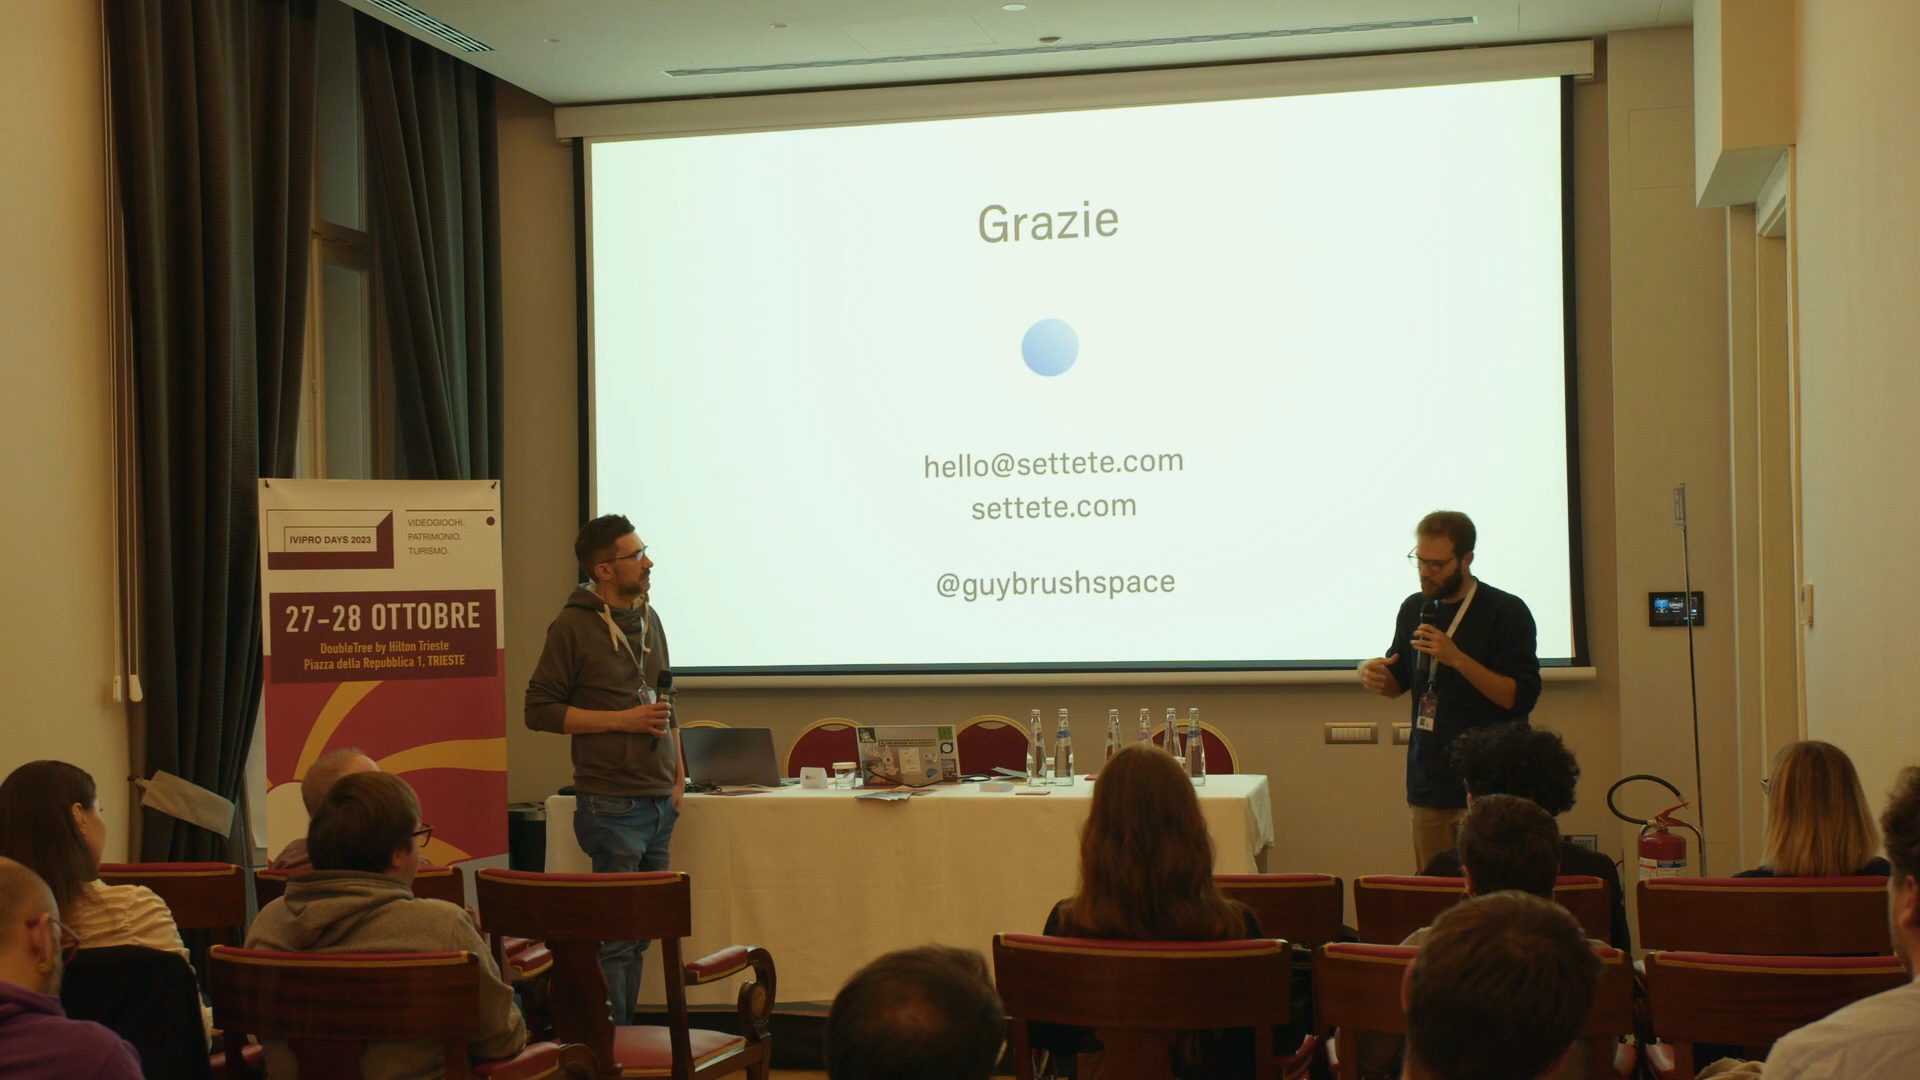 Grazie
hello@settete.com
settete.com
@guybrushspace
IVIPRO DAYS 2023
VIDEOGIOCHI.
PATRIMONIO.
TURISMO.
27-28 OTTOBRE
DoubleTree by Hilton Trieste
Piazza della Repubblica 1, TRIESTE